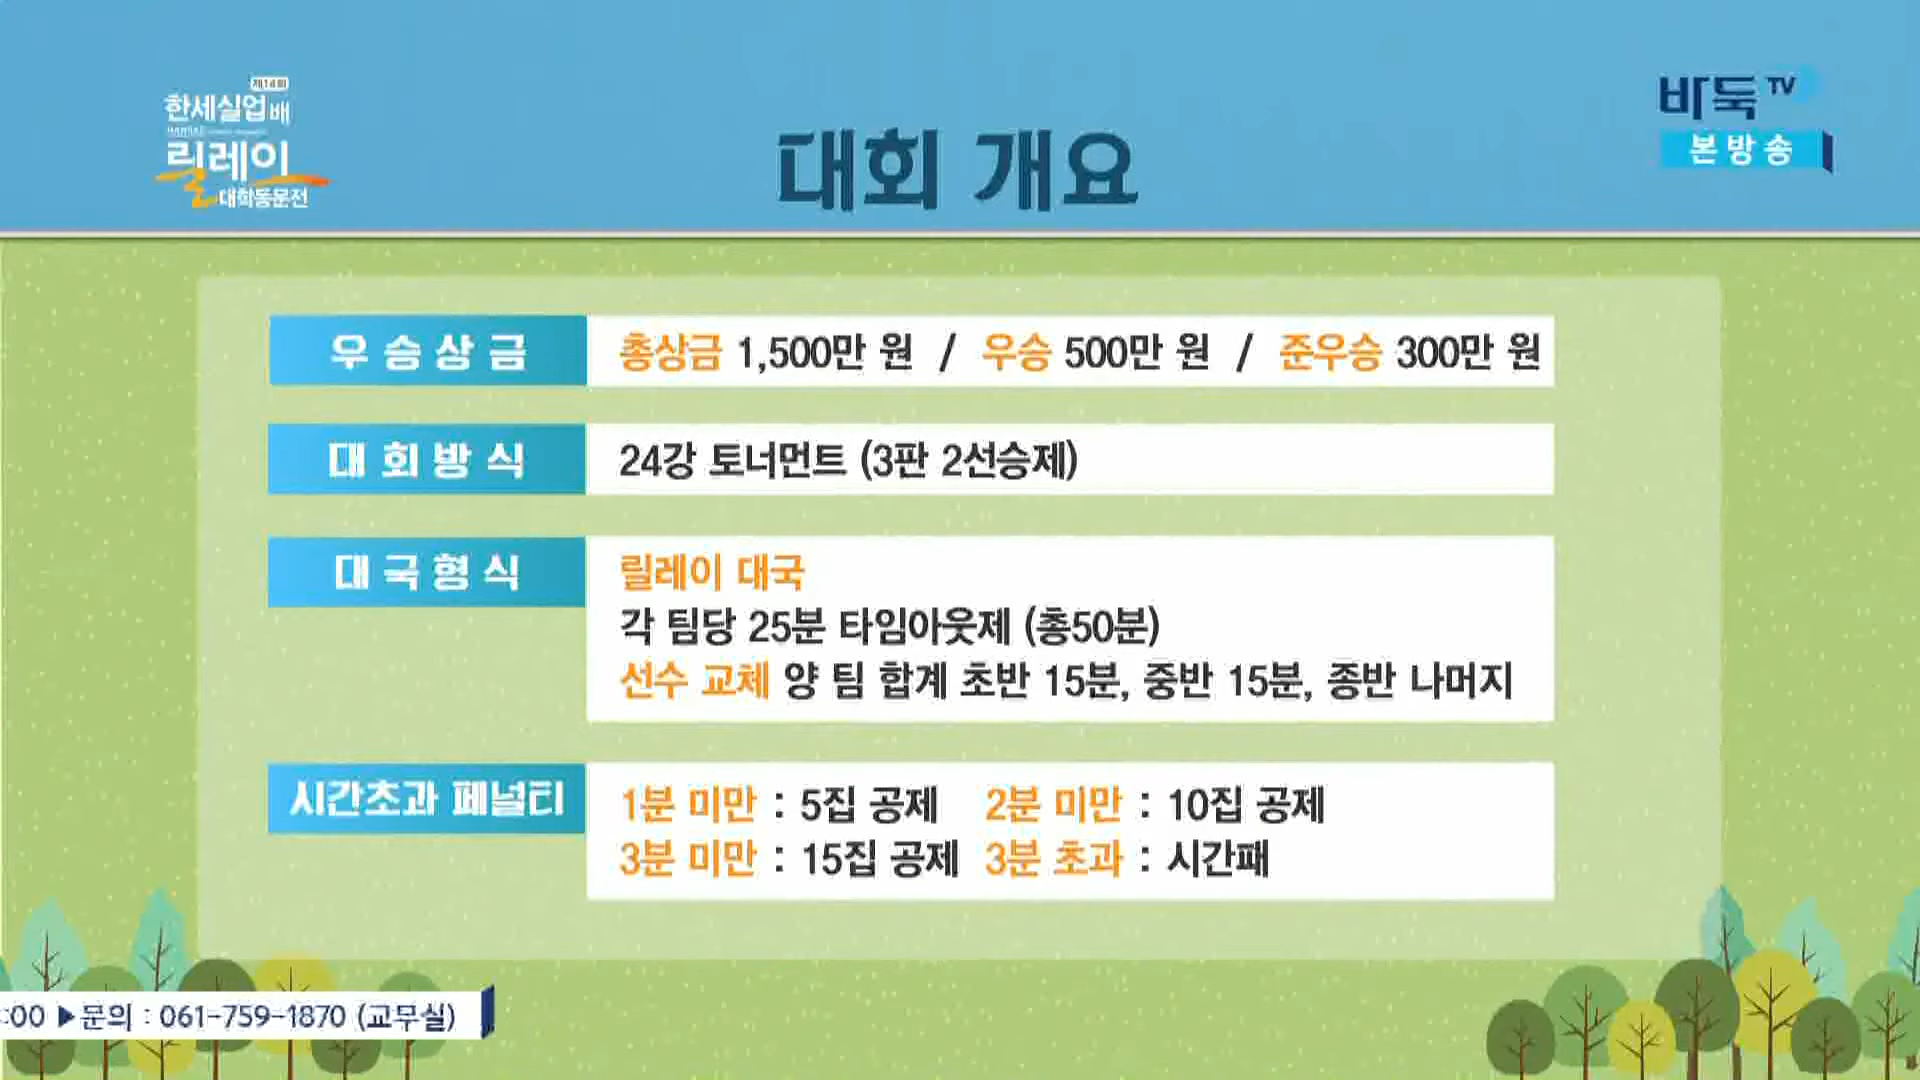 제14회
한세실업배
릴레이
대학동문전
대회 개요
바둑TV
본방송
우승상금
총상금 1,500만 원 / 우승 500만 원 / 준우승 300만 원
대회방식
24강 토너먼트 (3판 2선승제)
대국형식
릴레이 대국
각 팀당 25분 타임아웃제 (총50분)
선수 교체 양 팀 합계 초반 15분, 중반 15분, 종반 나머지
시간초과 페널티
1분 미만 : 5집 공제 2분 미만 : 10집 공제
3분 미만 : 15집 공제 3분 초과 : 시간패
:00 ▶문의 : 061-759-1870 (교무실)